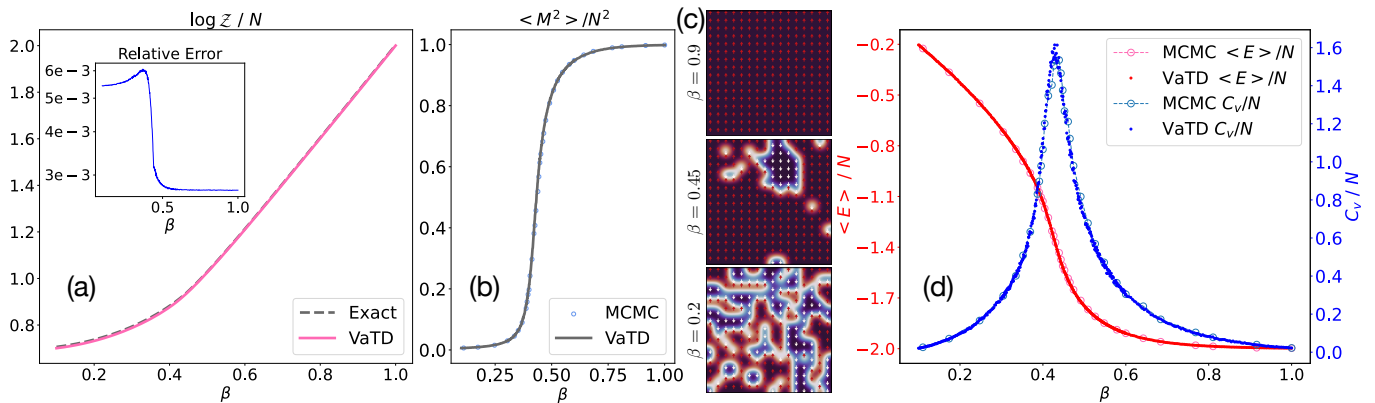 log Z / N
2.0
1.8
1.6
1.4
1.2
1.0
0.8
0.2
0.4
0.6
0.8
1.0
β
(a)
Exact
VaTD
Relative Error
6e−3
5e−3
4e−3
3e−3
0.5
1.0
β
<M²>/N²
1.0
0.8
0.6
0.4
0.2
0.0
0.25
0.50
0.75
1.00
β
(b)
MCMC
VaTD
(c)
β = 0.9
β = 0.45
β = 0.2
<E> / N
−0.2
−0.5
−0.8
−1.1
−1.4
−1.7
−2.0
0.2
0.4
0.6
0.8
1.0
β
(d)
MCMC <E>/N
VaTD <E>/N
MCMC Cᵥ/N
VaTD Cᵥ/N
1.6
1.4
1.2
1.0
0.8
0.6
0.4
0.2
0.0
Cᵥ / N